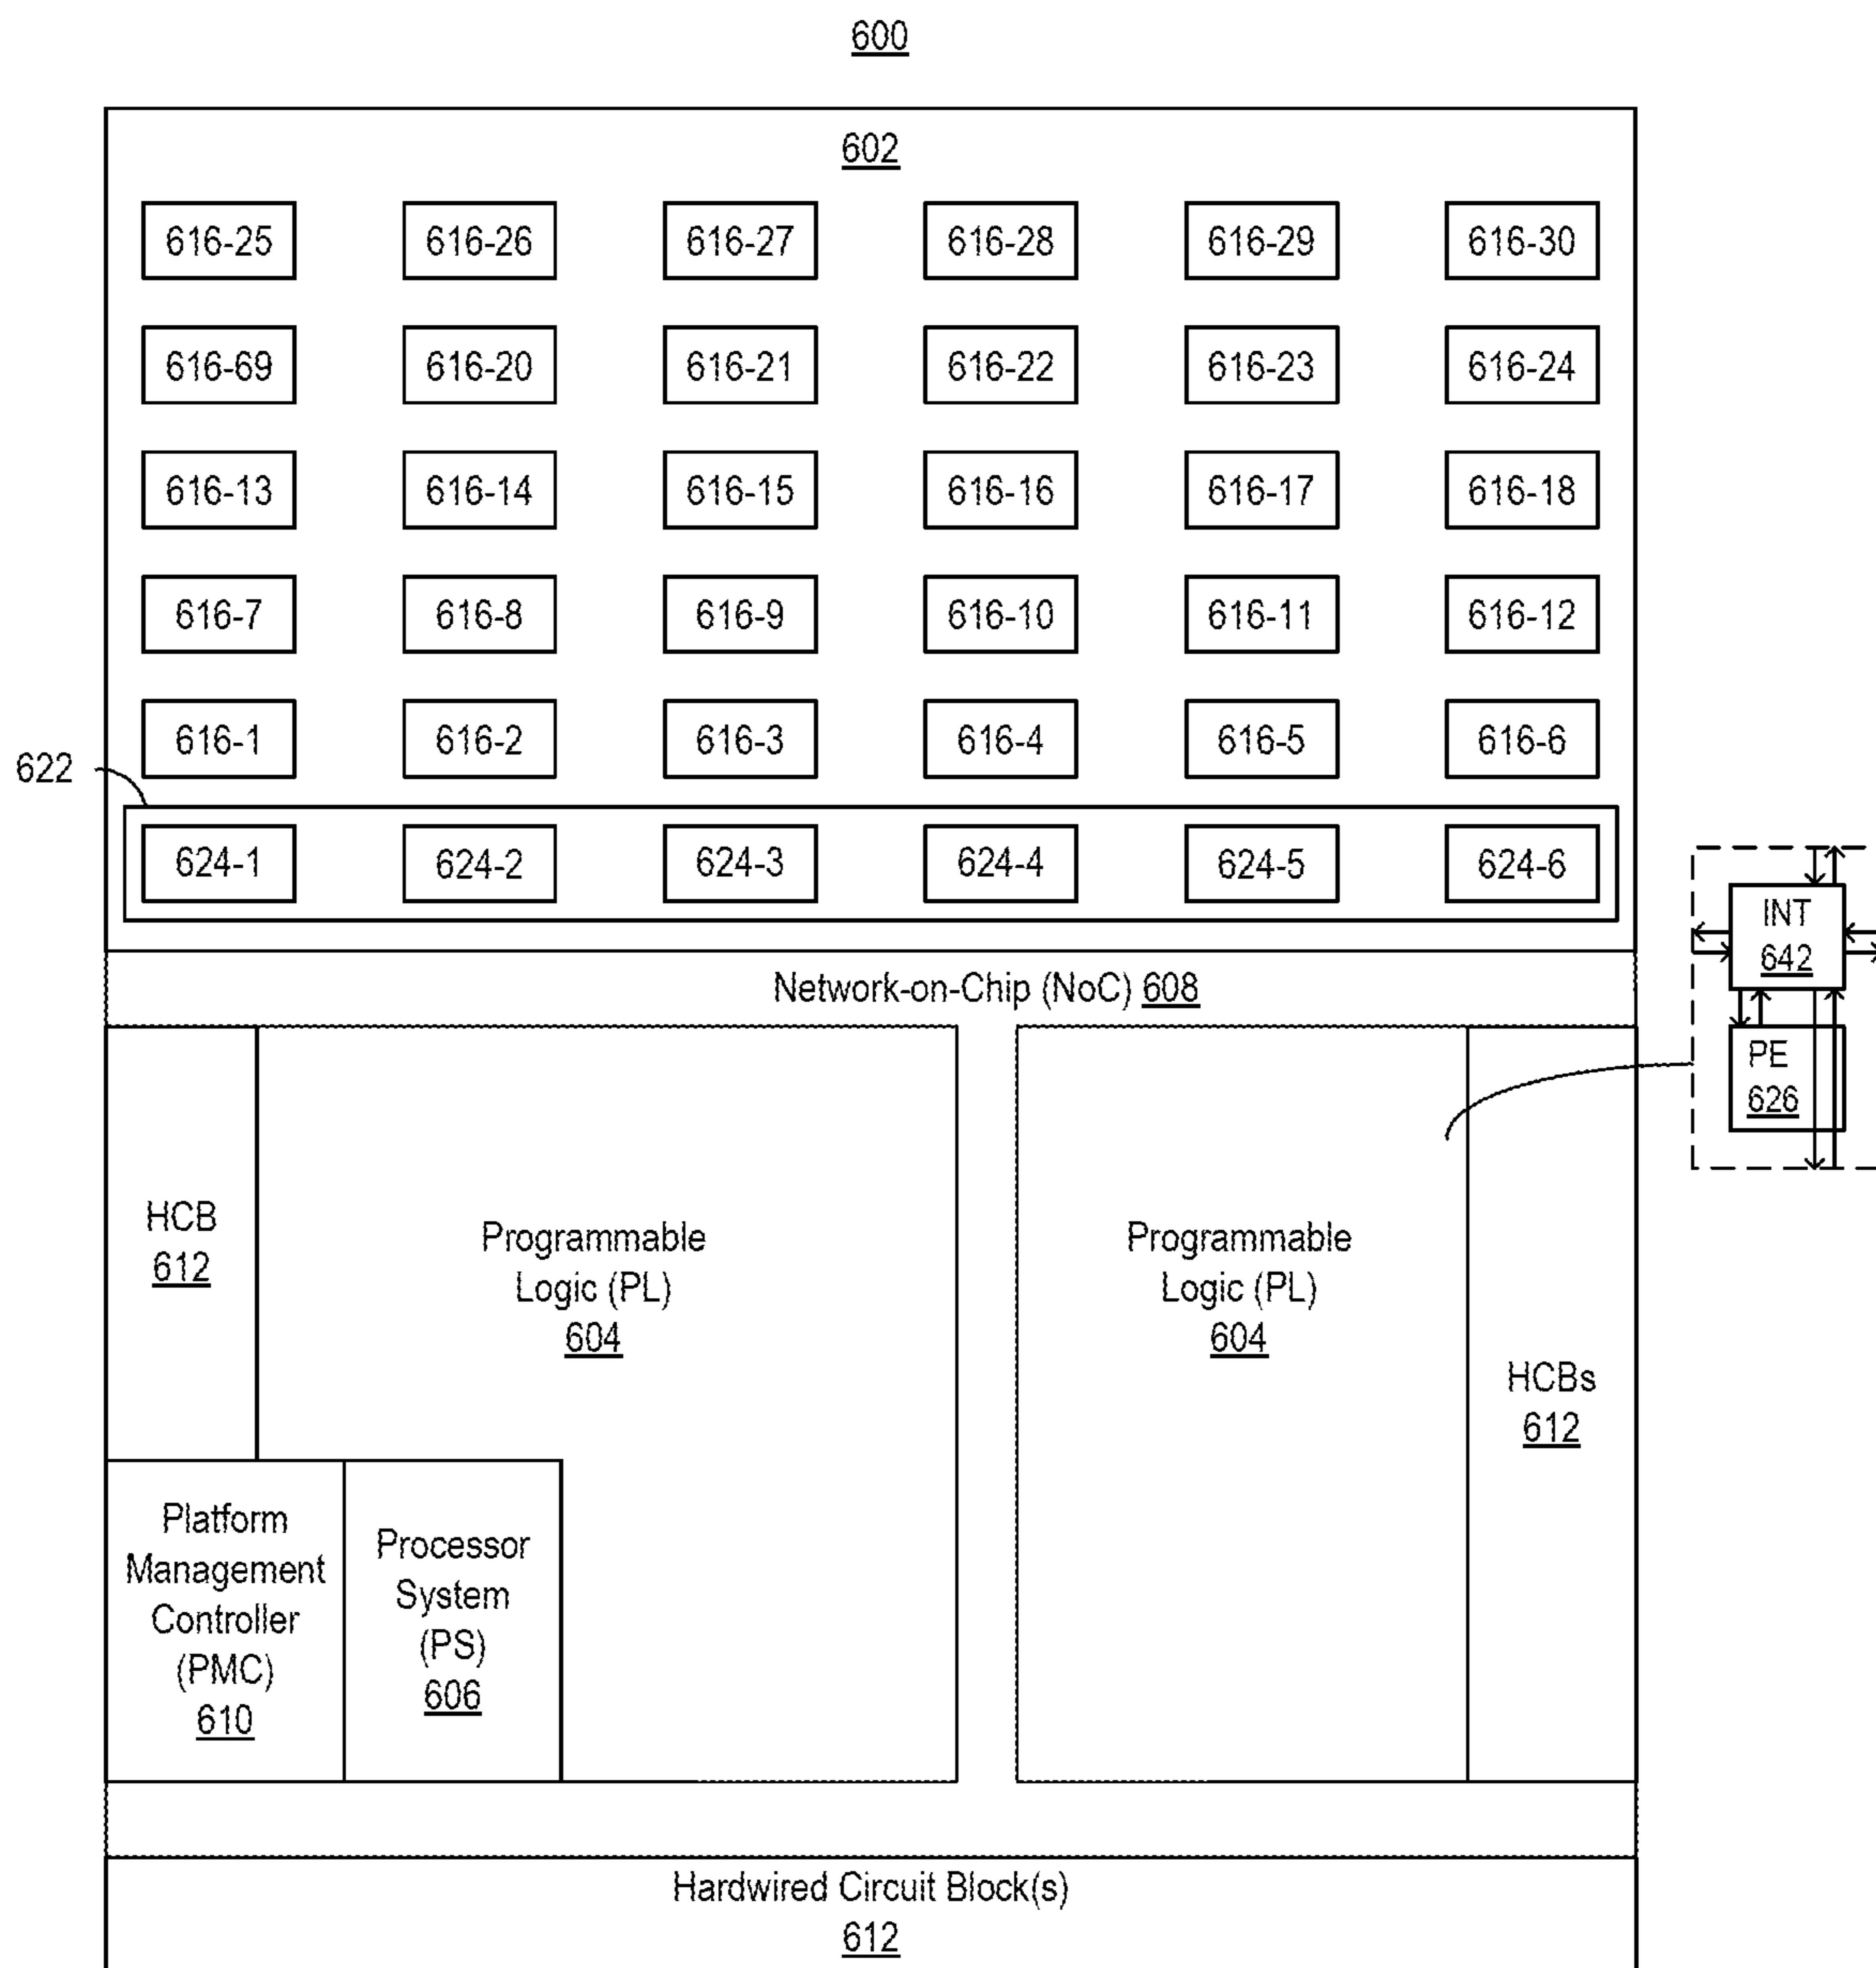 600
602
616-25 616-26 616-27 616-28 616-29 616-30
616-69 616-20 616-21 616-22 616-23 616-24
616-13 616-14 616-15 616-16 616-17 616-18
616-7 616-8 616-9 616-10 616-11 616-12
616-1 616-2 616-3 616-4 616-5 616-6
622
624-1 624-2 624-3 624-4 624-5 624-6
INT
642
PE
626
Network-on-Chip (NoC) 608
HCB
612
Programmable
Logic (PL)
604
Programmable
Logic (PL)
604
HCBs
612
Platform
Management
Controller
(PMC)
610
Processor
System
(PS)
606
Hardwired Circuit Block(s)
612